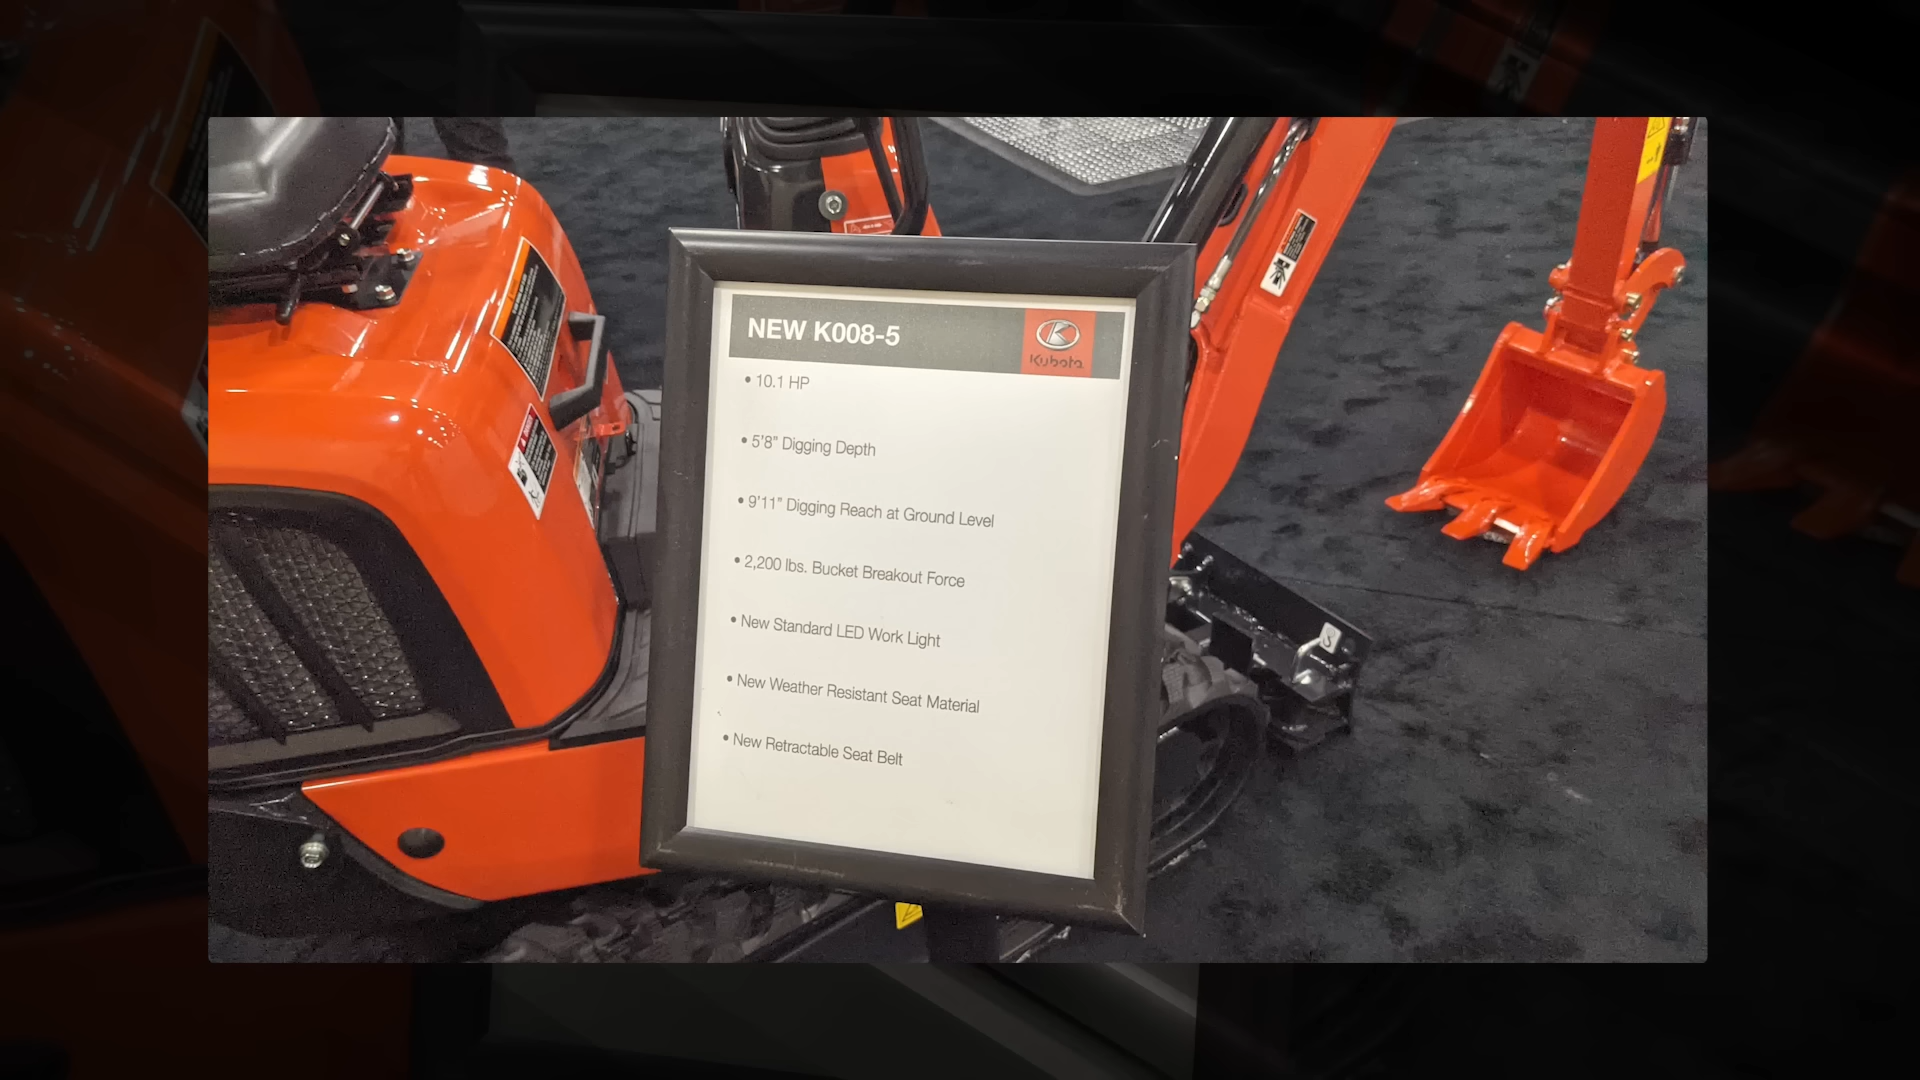 NEW K008-5
Kubota
• 10.1 HP
• 5'8" Digging Depth
• 9'11" Digging Reach at Ground Level
• 2,200 lbs. Bucket Breakout Force
• New Standard LED Work Light
• New Weather Resistant Seat Material
• New Retractable Seat Belt